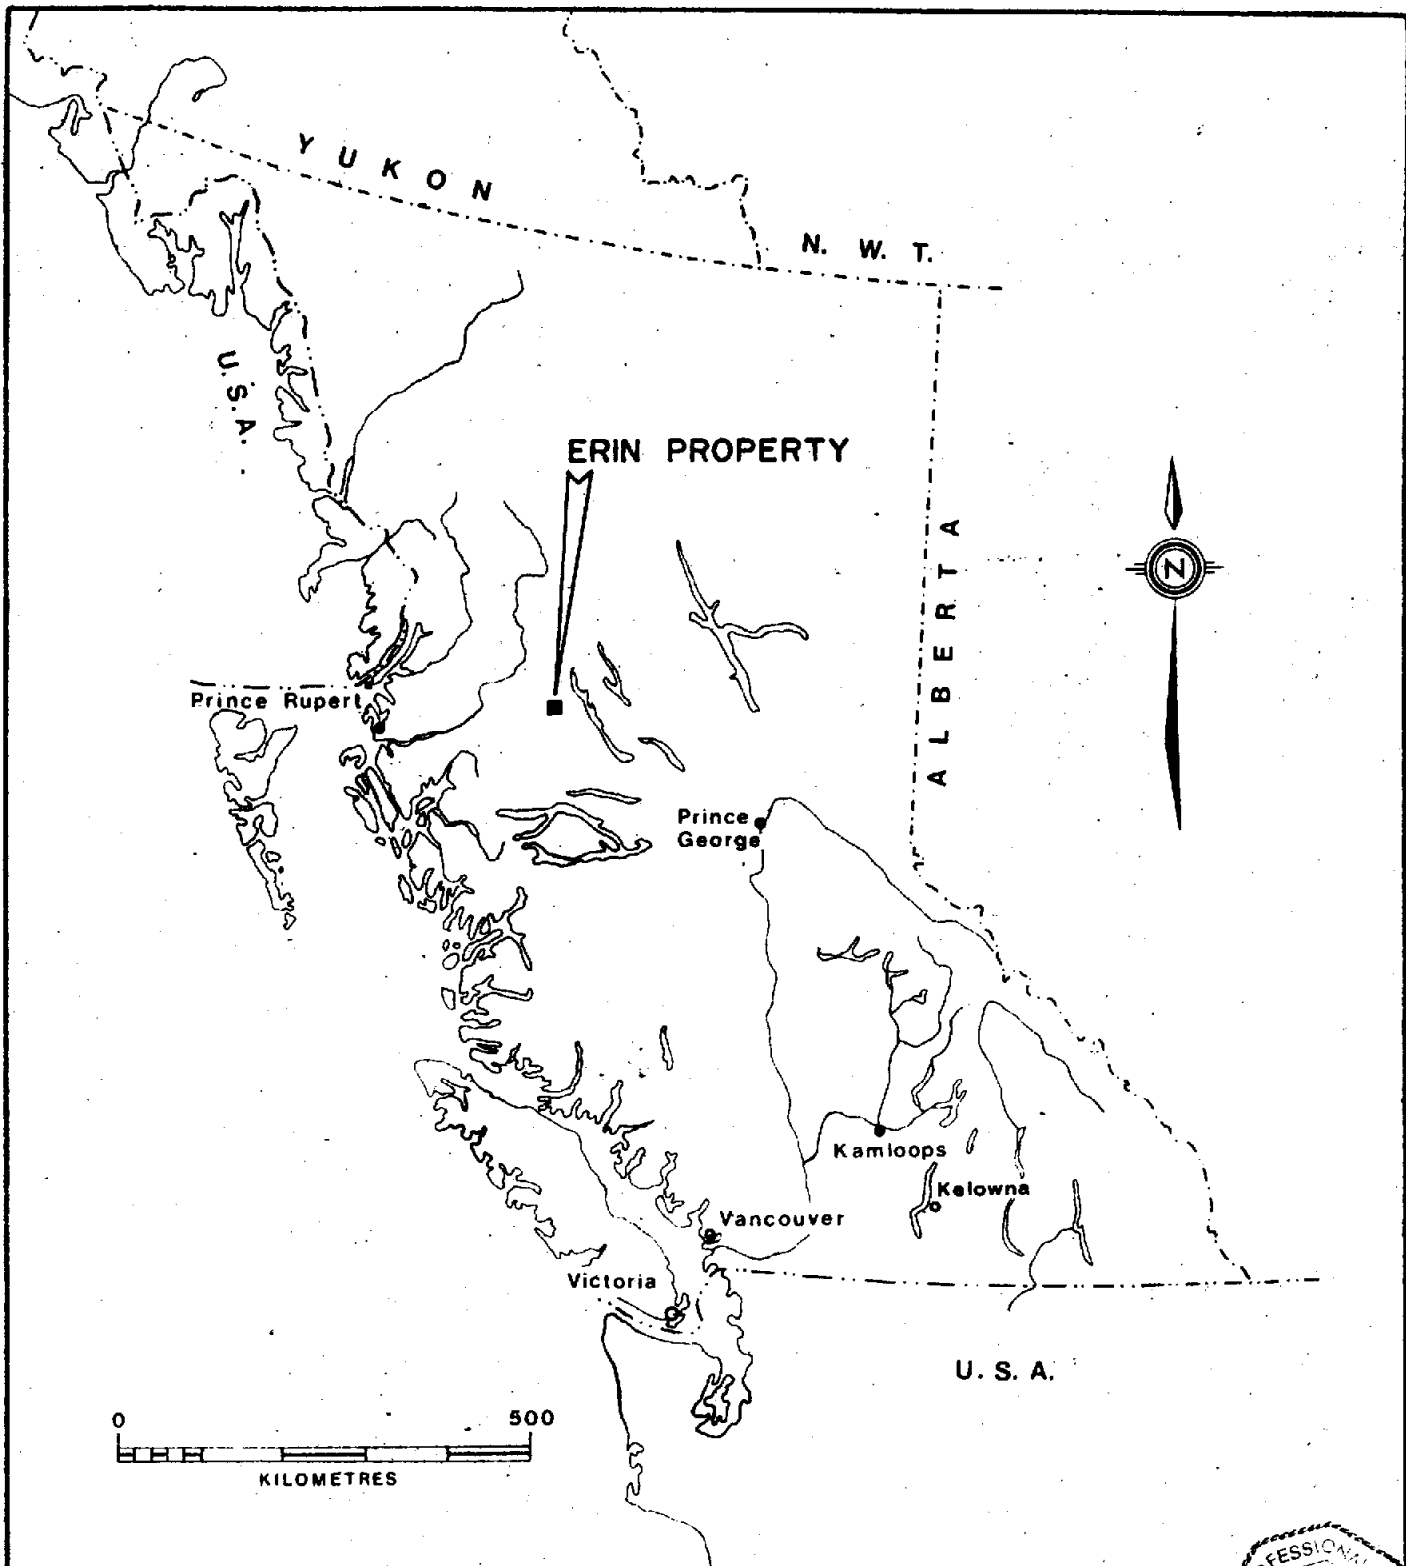 YUKON
N. W. T.
U.S.A.
ERIN PROPERTY
ALBERTA
N
Prince Rupert
Prince
George
Kamloops
Kelowna
Vancouver
Victoria
U. S. A.
0 500
KILOMETRES